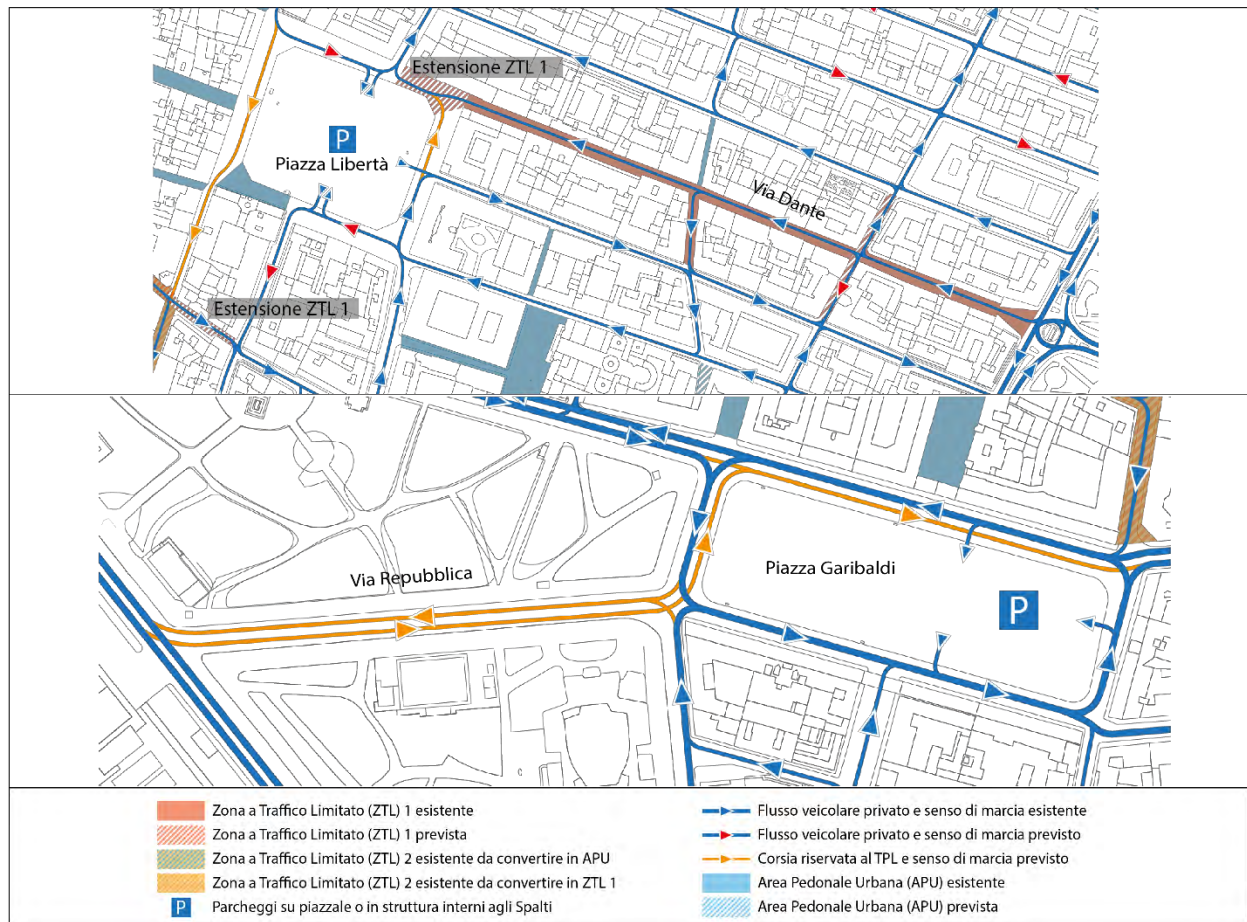 Estensione ZTL 1
P
Piazza Libertà
Via Dante
Estensione ZTL 1
Via Repubblica
Piazza Garibaldi
P
Zona a Traffico Limitato (ZTL) 1 esistente
Zona a Traffico Limitato (ZTL) 1 prevista
Zona a Traffico Limitato (ZTL) 2 esistente da convertire in APU
Zona a Traffico Limitato (ZTL) 2 esistente da convertire in ZTL 1
P Parcheggi su piazzale o in struttura interni agli Spalti
Flusso veicolare privato e senso di marcia esistente
Flusso veicolare privato e senso di marcia previsto
Corsia riservata al TPL e senso di marcia previsto
Area Pedonale Urbana (APU) esistente
Area Pedonale Urbana (APU) prevista